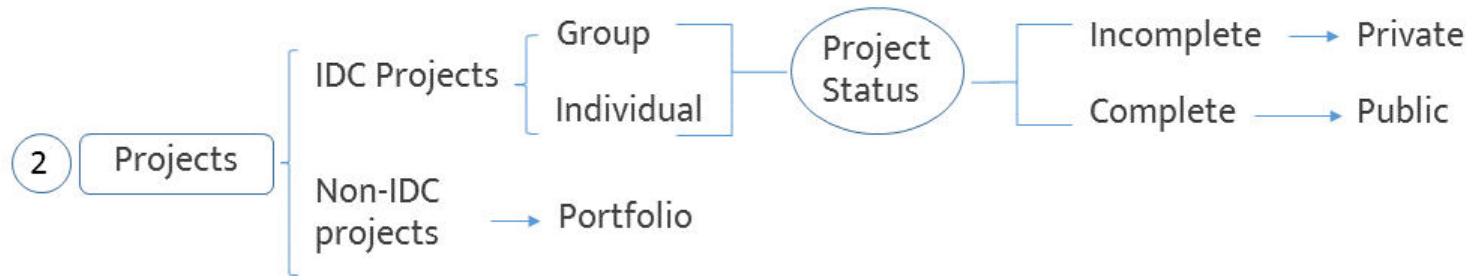 2
Projects
IDC Projects
Group
Individual
Project
Status
Incomplete
Private
Complete
Public
Non-IDC
projects
Portfolio